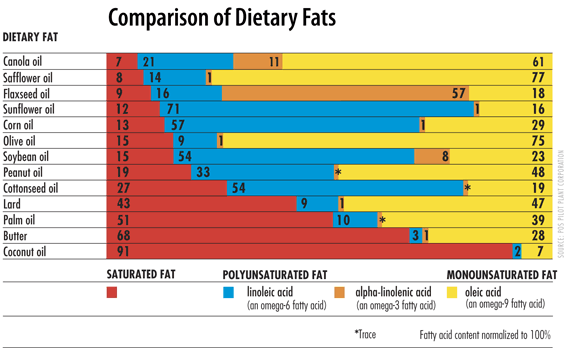 Comparison of Dietary Fats
DIETARY FAT
Canola oil 7 21 11 61
Safflower oil 8 14 1 77
Flaxseed oil 9 16 57 18
Sunflower oil 12 71 1 16
Corn oil 13 57 1 29
Olive oil 15 9 1 75
Soybean oil 15 54 8 23
Peanut oil 19 33 * 48
Cottonseed oil 27 54 * 19
Lard 43 9 1 47
Palm oil 51 10 * 39
Butter 68 3 1 28
Coconut oil 91 2 7
SOURCE: POS PILOT PLANT CORPORATION
SATURATED FAT POLYUNSATURATED FAT MONOUNSATURATED FAT
linoleic acid alpha-linolenic acid oleic acid
(an omega-6 fatty acid) (an omega-3 fatty acid) (an omega-9 fatty acid)
*Trace Fatty acid content normalized to 100%